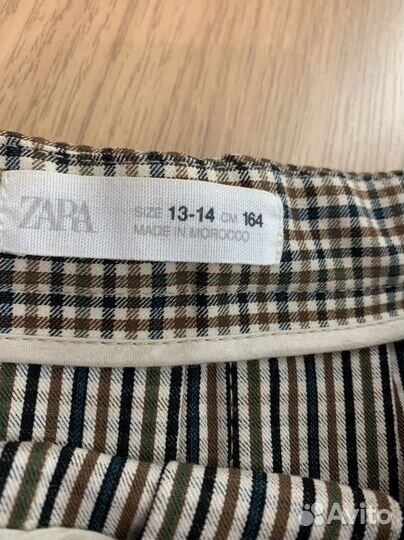 ZARA
SIZE 13-14 CM 164
MADE IN MOROCCO
Avito